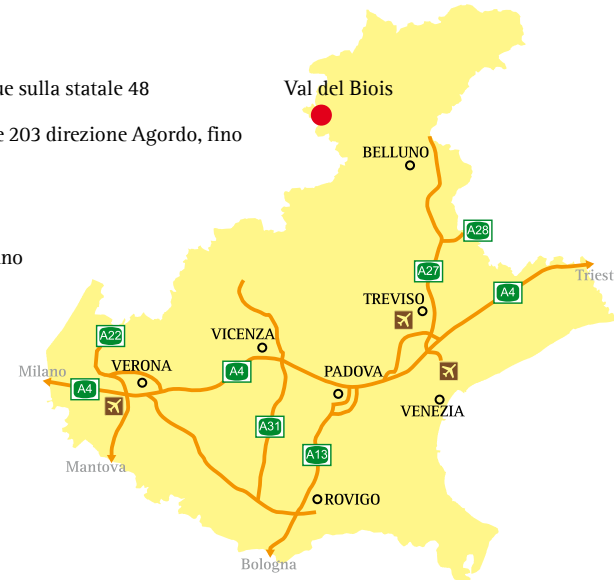 ue sulla statale 48
Val del Biois
e 203 direzione Agordo, fino
BELLUNO
A28
no
A27
Triest
A4
TREVISO
A22
VICENZA
VERONA
Milano
A4
A4
PADOVA
VENEZIA
A31
A13
Mantova
ROVIGO
Bologna